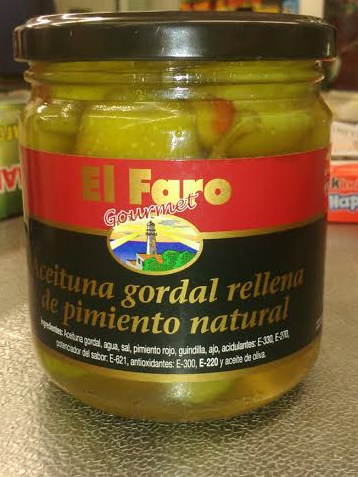 El Faro
Gourmet
Aceituna gordal rellena
de pimiento natural
Ingredientes: Aceituna gordal, agua, sal, pimiento rojo, guindilla, ajo, acidulantes: E-330, E-270,
potenciador del sabor: E-621, antioxidantes: E-300, E-220 y aceite de oliva.
Hap